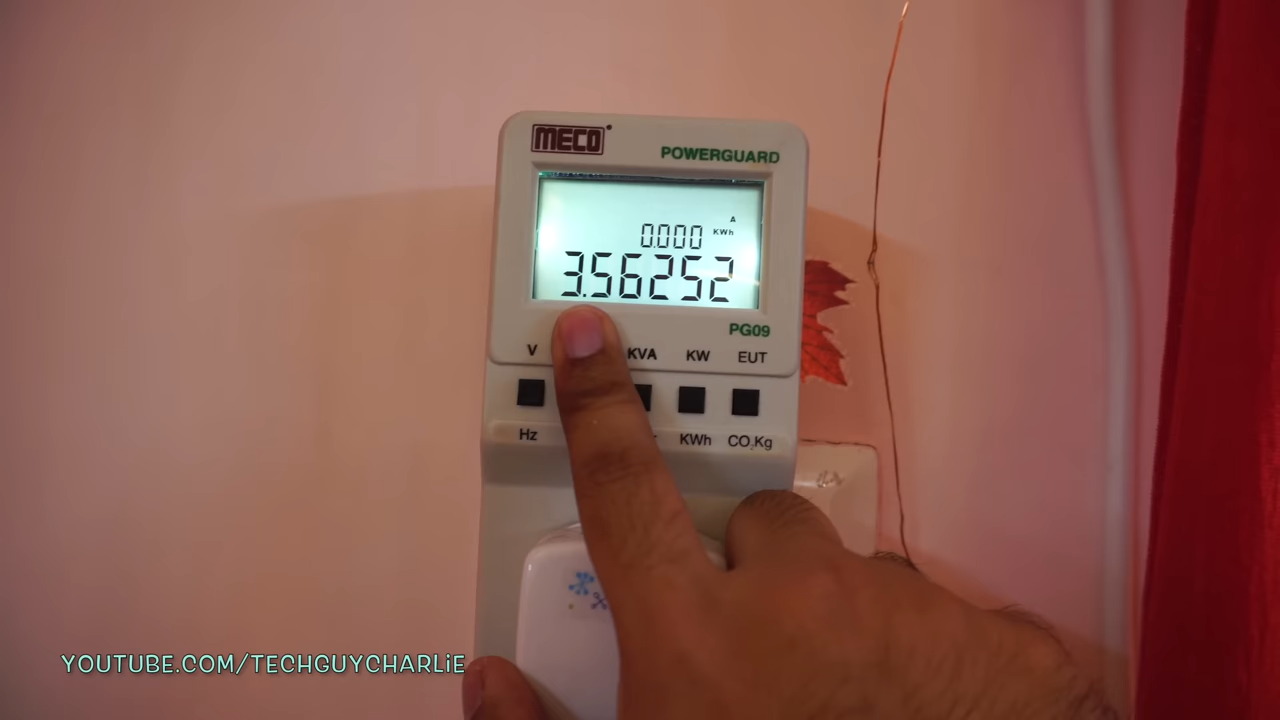 MECO
POWERGUARD
A
0.000 KWh
3.56252
PG09
V KVA KW EUT
Hz KWh CO₂Kg
YOUTUBE.COM/TECHGUYCHARLIE